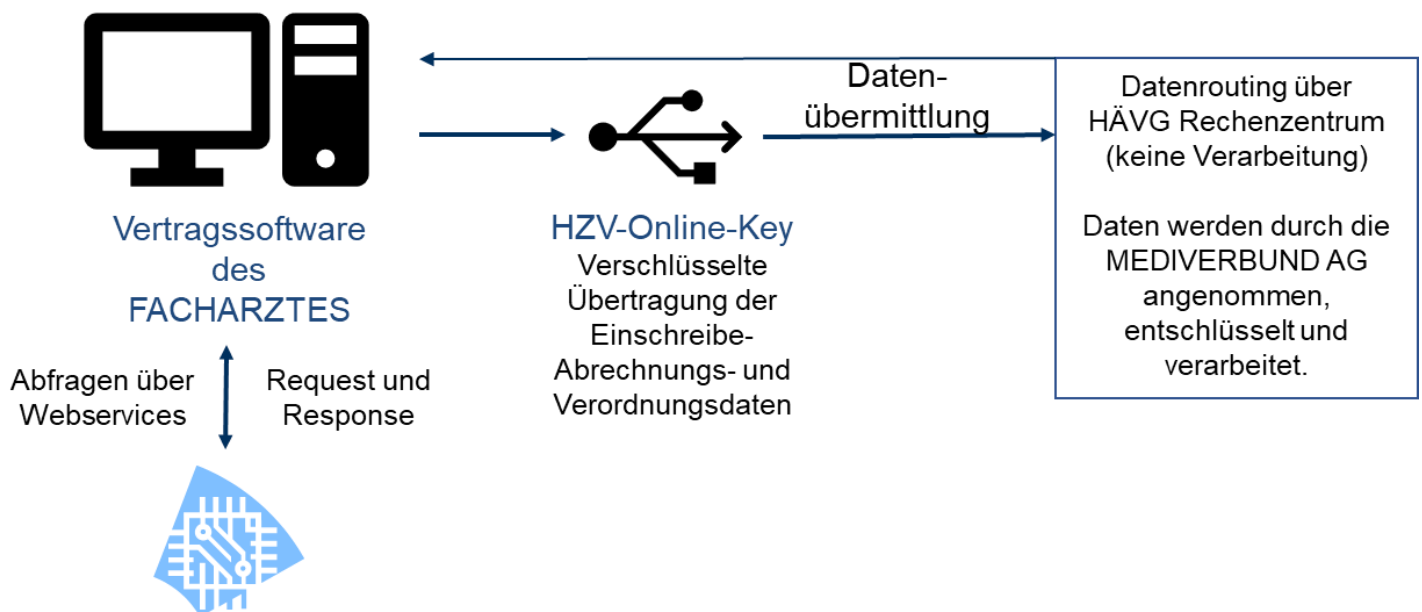 Vertragssoftware
des
FACHARZTES
Abfragen über
Webservices
Request und
Response
HZV-Online-Key
Verschlüsselte
Übertragung der
Einschreibe-
Abrechnungs- und
Verordnungsdaten
Daten-
übermittlung
Datenrouting über
HÄVG Rechenzentrum
(keine Verarbeitung)
Daten werden durch die
MEDIVERBUND AG
angenommen,
entschlüsselt und
verarbeitet.